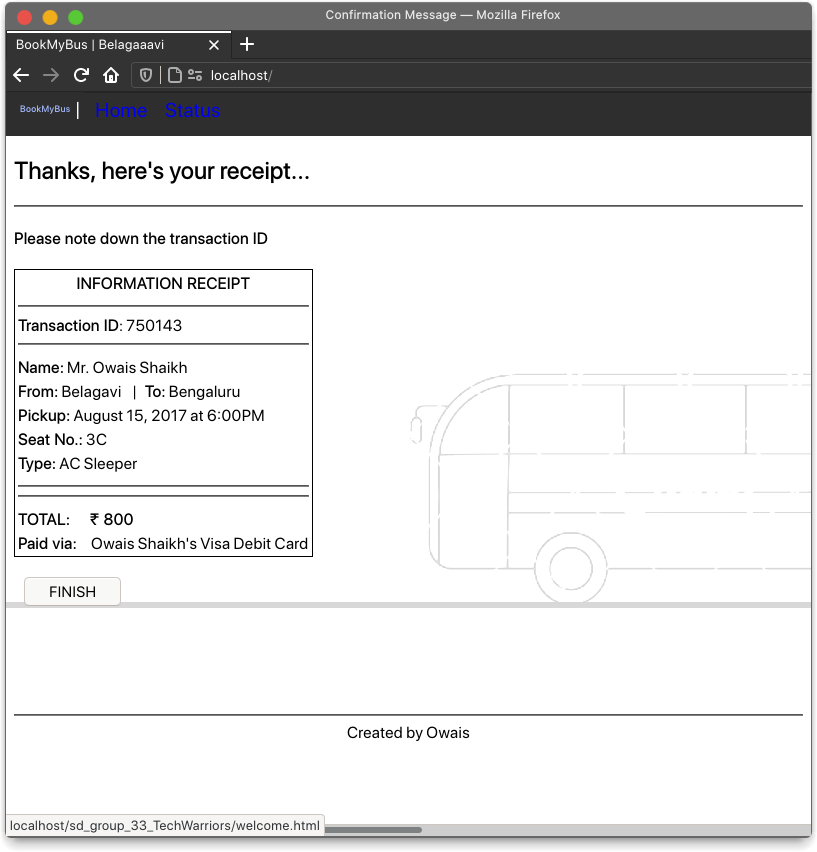 Confirmation Message — Mozilla Firefox
BookMyBus | Belagaaavi
localhost/
BookMyBus | Home Status
Thanks, here's your receipt...
Please note down the transaction ID
INFORMATION RECEIPT
Transaction ID: 750143
Name: Mr. Owais Shaikh
From: Belagavi | To: Bengaluru
Pickup: August 15, 2017 at 6:00PM
Seat No.: 3C
Type: AC Sleeper
TOTAL: ₹ 800
Paid via: Owais Shaikh's Visa Debit Card
FINISH
Created by Owais
localhost/sd_group_33_TechWarriors/welcome.html